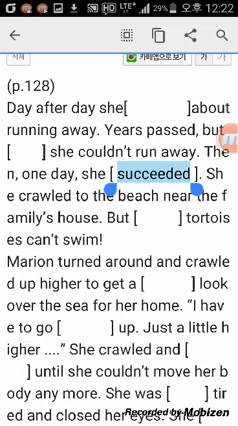 29% 오후 12:22
삭제 카페앱으로 보기 가 가
(p.128)
Day after day she[ ]about
running away. Years passed, but
[ ] she couldn't run away. The
n, one day, she [ succeeded ]. Sh
e crawled to the beach near the f
amily's house. But [ ] tortois
es can't swim!
Marion turned around and crawle
d up higher to get a [ ] look
over the sea for her home. "I hav
e to go [ ] up. Just a little h
igher ...." She crawled and [
] until she couldn't move her b
ody any more. She was [ ] tir
ed and closed her eyes. She [
Recorded by Mobizen